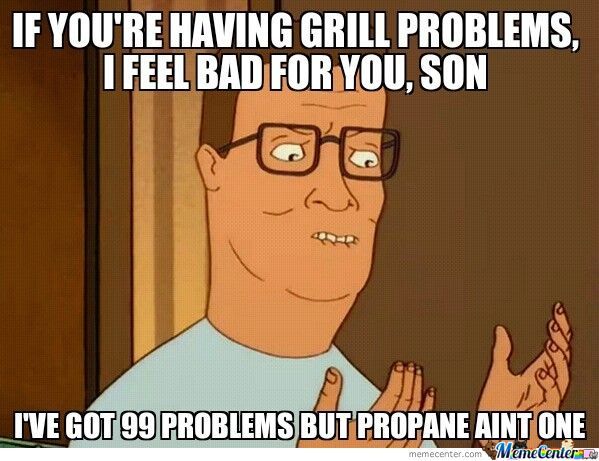 IF YOU'RE HAVING GRILL PROBLEMS,
I FEEL BAD FOR YOU, SON
I'VE GOT 99 PROBLEMS BUT PROPANE AINT ONE
memecenter.com MemeCenter